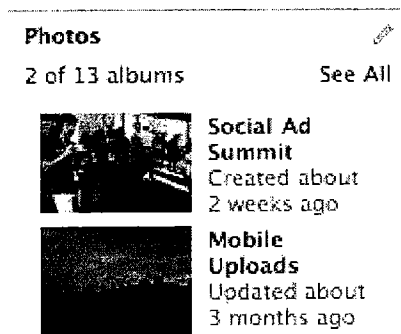 Photos
2 of 13 albums See All
Social Ad
Summit
Created about
2 weeks ago
Mobile
Uploads
Updated about
3 months ago